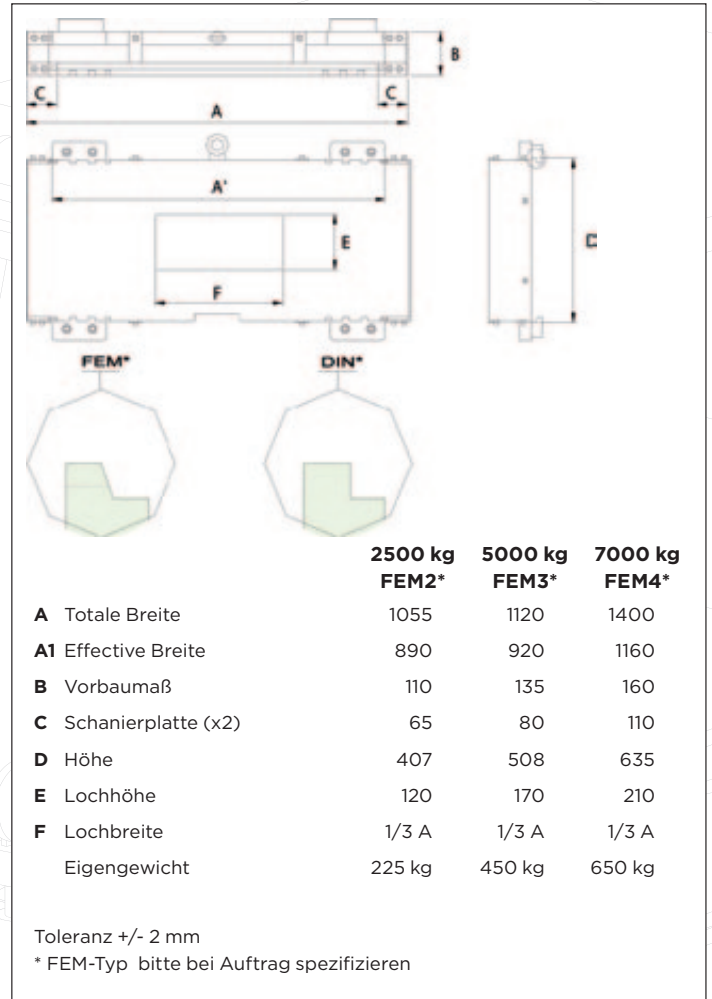 B
C C
A
A'
E
F
D
FEM* DIN*
2500 kg 5000 kg 7000 kg
FEM2* FEM3* FEM4*
A Totale Breite 1055 1120 1400
A1 Effective Breite 890 920 1160
B Vorbaumaß 110 135 160
C Schanierplatte (x2) 65 80 110
D Höhe 407 508 635
E Lochhöhe 120 170 210
F Lochbreite 1/3 A 1/3 A 1/3 A
Eigengewicht 225 kg 450 kg 650 kg
Toleranz +/- 2 mm
* FEM-Typ bitte bei Auftrag spezifizieren